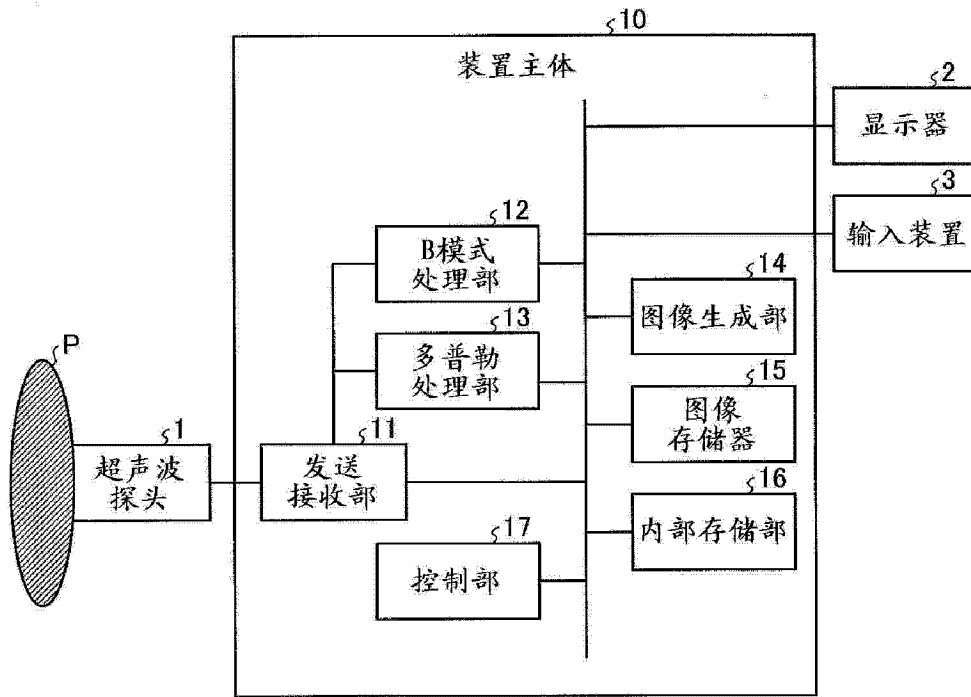 10
装置主体
2
显示器
3
输入装置
12
B模式
处理部
14
图像生成部
13
多普勒
处理部
P
15
图像
存储器
1
超声波
探头
11
发送
接收部
16
内部存储部
17
控制部